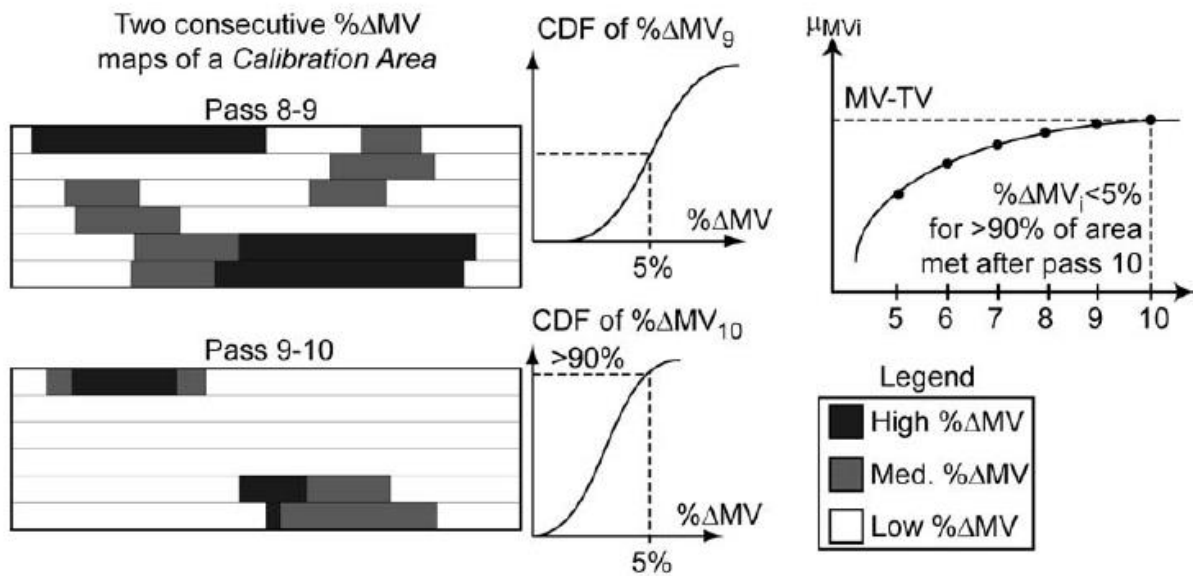 Two consecutive %ΔMV
maps of a Calibration Area
Pass 8-9
Pass 9-10
CDF of %ΔMV9
%ΔMV
5%
CDF of %ΔMV10
>90%
%ΔMV
5%
μMVi
MV-TV
%ΔMVi<5%
for >90% of area
met after pass 10
5 6 7 8 9 10
Legend
High %ΔMV
Med. %ΔMV
Low %ΔMV